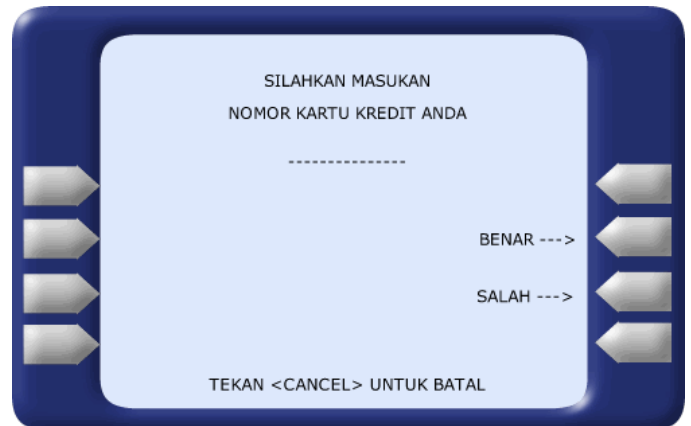 SILAHKAN MASUKAN
NOMOR KARTU KREDIT ANDA
---------------
BENAR --->
SALAH --->
TEKAN <CANCEL> UNTUK BATAL